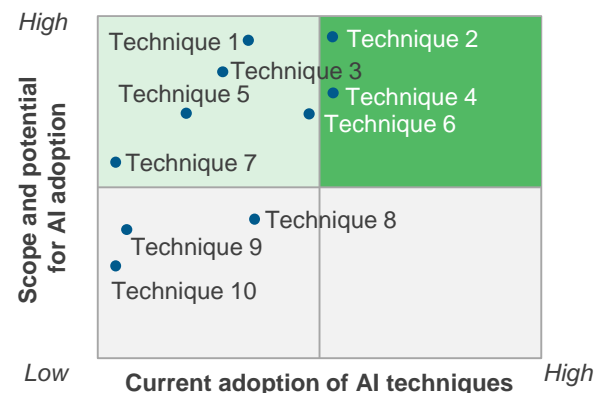 High
Technique 1
Technique 2
Technique 3
Technique 5
Technique 4
Technique 6
Technique 7
Technique 8
Technique 9
Technique 10
Scope and potential
for AI adoption
Low
Current adoption of AI techniques
High